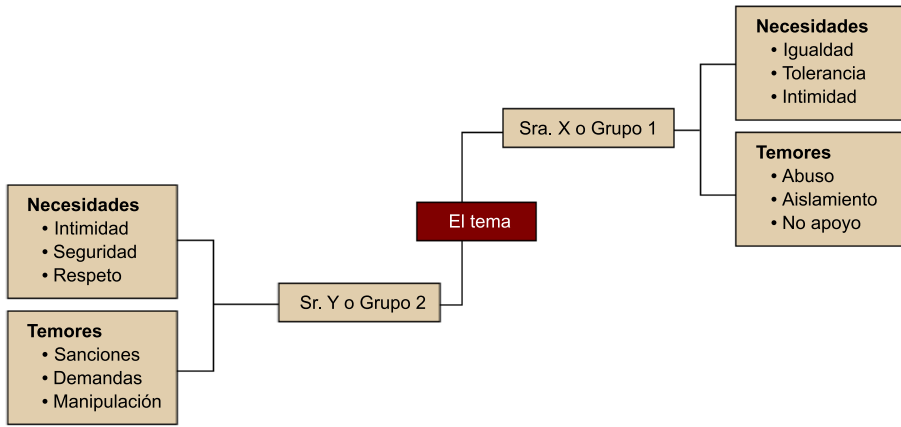 Necesidades
• Igualdad
• Tolerancia
• Intimidad
Sra. X o Grupo 1
Temores
• Abuso
• Aislamiento
• No apoyo
El tema
Necesidades
• Intimidad
• Seguridad
• Respeto
Sr. Y o Grupo 2
Temores
• Sanciones
• Demandas
• Manipulación